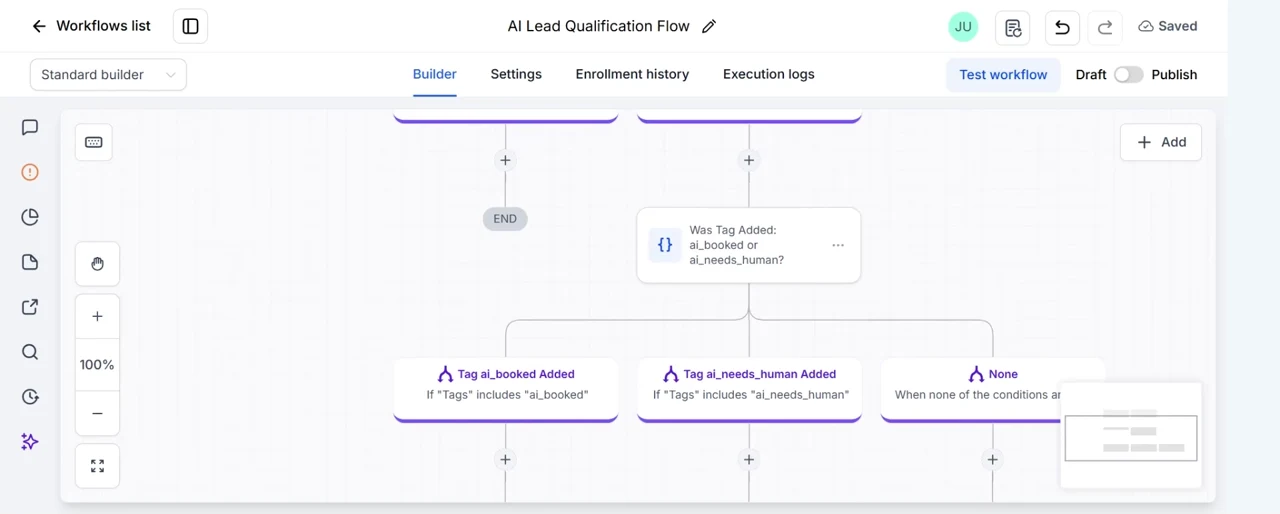 Workflows list
AI Lead Qualification Flow
JU
Saved
Standard builder
Builder
Settings
Enrollment history
Execution logs
Test workflow
Draft
Publish
Add
END
{}
Was Tag Added:
ai_booked or
ai_needs_human?
100%
Tag ai_booked Added
If "Tags" includes "ai_booked"
Tag ai_needs_human Added
If "Tags" includes "ai_needs_human"
None
When none of the conditions